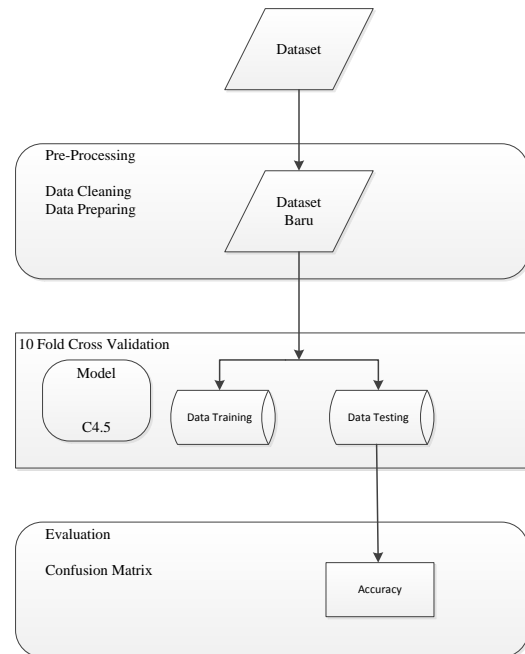 Dataset
Pre-Processing
Data Cleaning
Data Preparing
Dataset
Baru
10 Fold Cross Validation
Model
C4.5
Data Training
Data Testing
Evaluation
Confusion Matrix
Accuracy